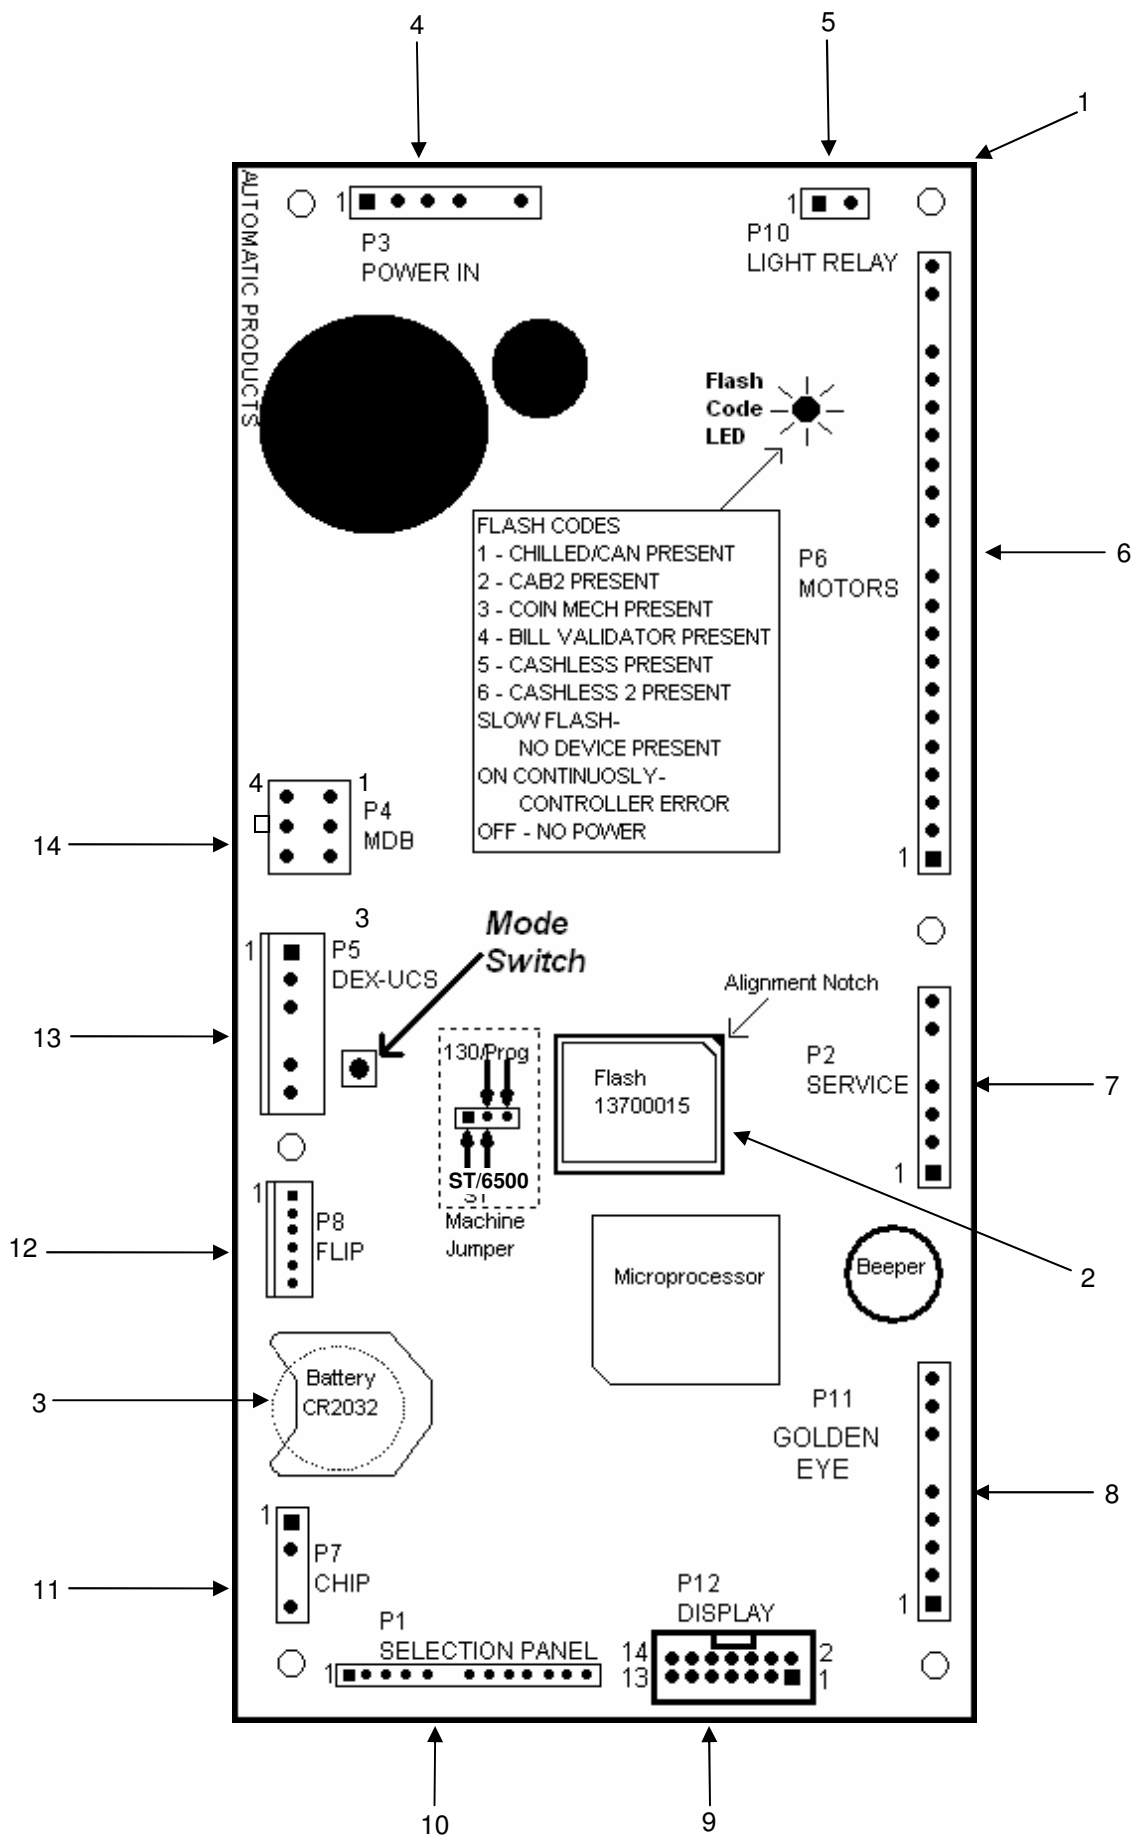 4
5
1
AUTOMATIC PRODUCTS
1
P3
POWER IN
1
P10
LIGHT RELAY
Flash
Code
LED
FLASH CODES
1 - CHILLED/CAN PRESENT
2 - CAB2 PRESENT
3 - COIN MECH PRESENT
4 - BILL VALIDATOR PRESENT
5 - CASHLESS PRESENT
6 - CASHLESS 2 PRESENT
SLOW FLASH-
NO DEVICE PRESENT
ON CONTINUOSLY-
CONTROLLER ERROR
OFF - NO POWER
P6
MOTORS
6
1
4
1
P4
MDB
14
3
1
P5
DEX-UCS
13
Mode
Switch
Alignment Notch
130/Prog
ST/6500
ST
Machine
Jumper
Flash
13700015
P2
SERVICE
7
1
1
P8
FLIP
12
Microprocessor
Beeper
2
Battery
CR2032
3
P11
GOLDEN
EYE
8
1
1
P7
CHIP
11
P1
SELECTION PANEL
1
P12
DISPLAY
14
2
13
1
10
9